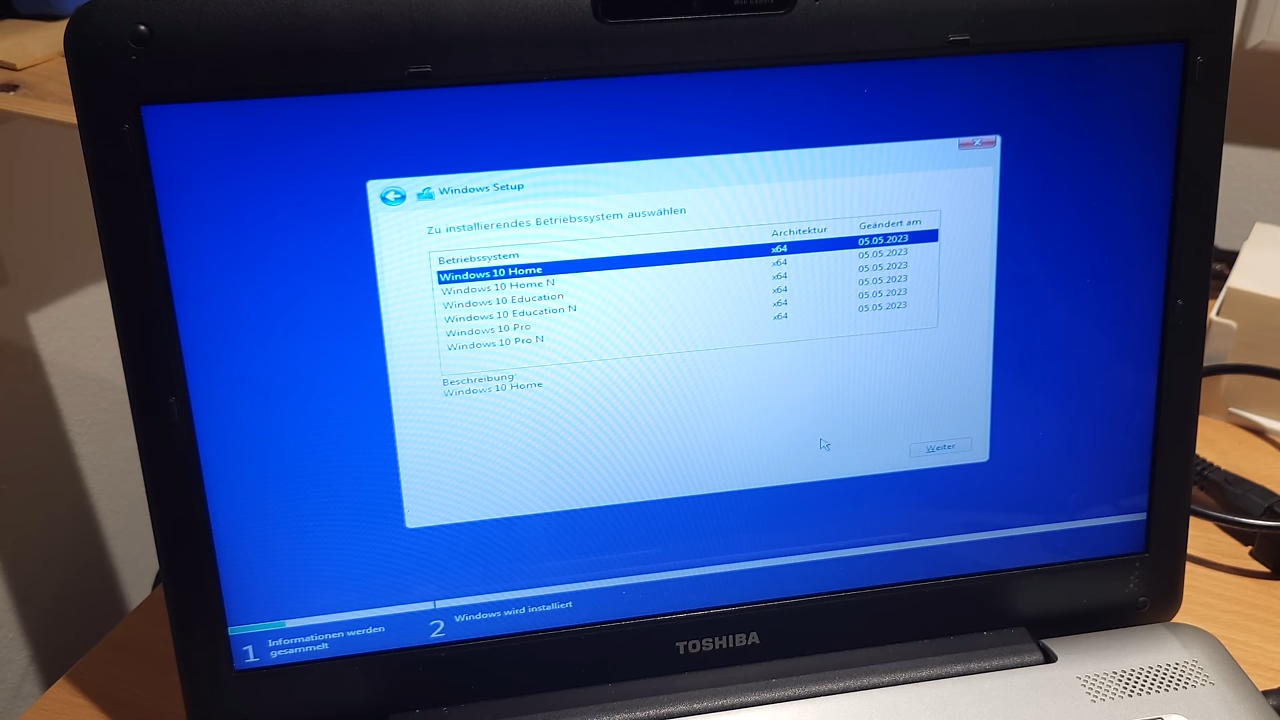 Windows Setup
Zu installierendes Betriebssystem auswählen
Betriebssystem Architektur Geändert am
Windows 10 Home x64 05.05.2023
Windows 10 Home N x64 05.05.2023
Windows 10 Education x64 05.05.2023
Windows 10 Education N x64 05.05.2023
Windows 10 Pro x64 05.05.2023
Windows 10 Pro N x64 05.05.2023
Beschreibung:
Windows 10 Home
Weiter
1 Informationen werden
gesammelt
2 Windows wird installiert
TOSHIBA